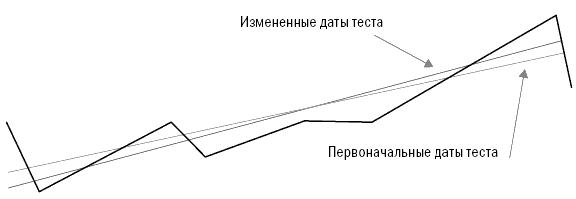 Измененные даты теста
Первоначальные даты теста